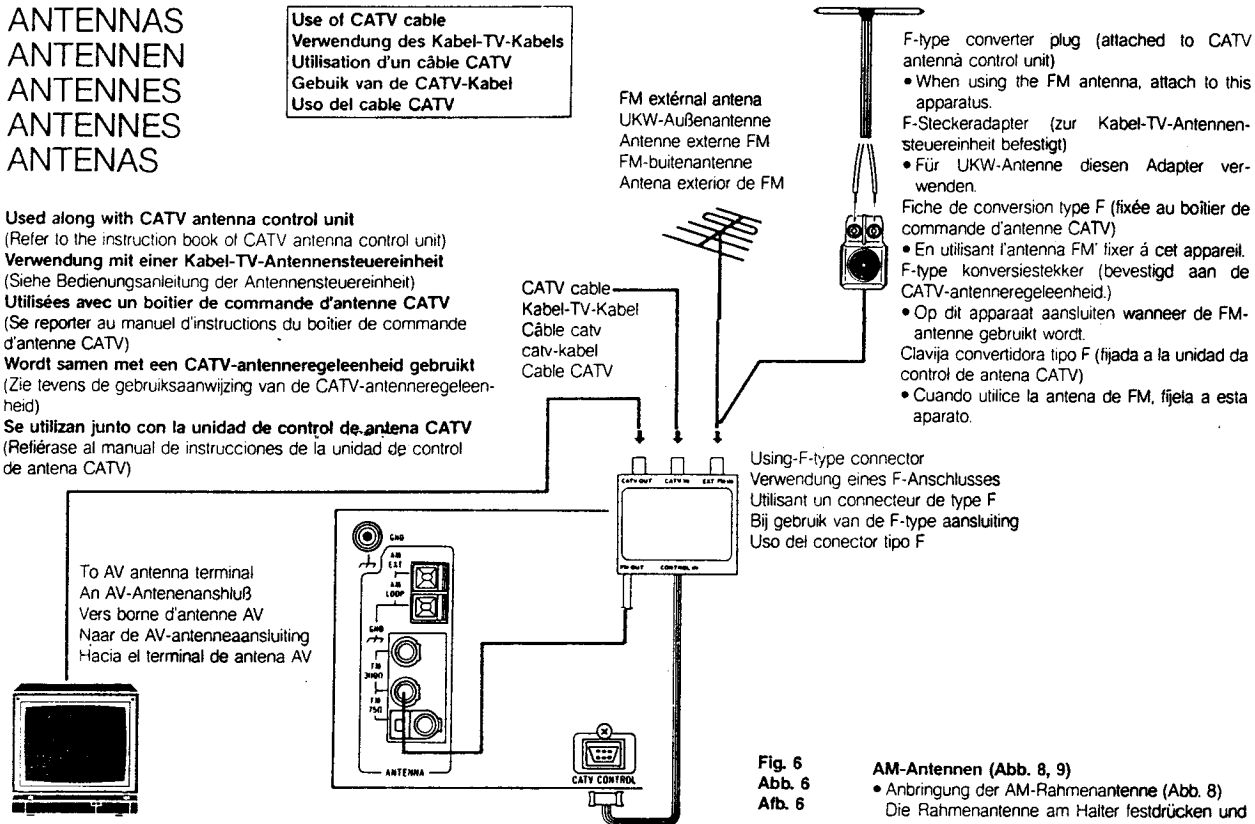 ANTENNAS
ANTENNEN
ANTENNES
ANTENNES
ANTENAS
Use of CATV cable
Verwendung des Kabel-TV-Kabels
Utilisation d'un câble CATV
Gebuik van de CATV-Kabel
Uso del cable CATV
Used along with CATV antenna control unit
(Refer to the instruction book of CATV antenna control unit)
Verwendung mit einer Kabel-TV-Antennensteuereinheit
(Siehe Bedienungsanleitung der Antennensteuereinheit)
Utilisées avec un boitier de commande d'antenne CATV
(Se reporter au manuel d'instructions du boîtier de commande
d'antenne CATV)
Wordt samen met een CATV-antenneregeleenheid gebruikt
(Zie tevens de gebruiksaanwijzing van de CATV-antenneregeleen-
heid)
Se utilizan junto con la unidad de control de antena CATV
(Refiérase al manual de instrucciones de la unidad de control
de antena CATV)
FM extérnal antena
UKW-Außenantenne
Antenne externe FM
FM-buitenantenne
Antena exterior de FM
CATV cable
Kabel-TV-Kabel
Câble catv
catv-kabel
Cable CATV
F-type converter plug (attached to CATV
antenna control unit)
• When using the FM antenna, attach to this
apparatus.
F-Steckeradapter (zur Kabel-TV-Antennen-
steuereinheit befestigt)
• Für UKW-Antenne diesen Adapter ver-
wenden.
Fiche de conversion type F (fixée au boîtier de
commande d'antenne CATV)
• En utilisant l'antenna FM' fixer á cet appareil.
F-type konversiestekker (bevestigd aan de
CATV-antenneregeleenheid.)
• Op dit apparaat aansluiten wanneer de FM-
antenne gebruikt wordt.
Clavija convertidora tipo F (fijada a la unidad da
control de antena CATV)
• Cuando utilice la antena de FM, fíjela a esta
aparato.
CATV OUT CATV IN EXT FM IN
FM OUT CONTROL IN
Using-F-type connector
Verwendung eines F-Anschlusses
Utilisant un connecteur de type F
Bij gebruik van de F-type aansluiting
Uso del conector tipo F
To AV antenna terminal
An AV-Antenenanshluß
Vers borne d'antenne AV
Naar de AV-antenneaansluiting
Hacia el terminal de antena AV
GND
AM
EXT
AM
LOOP
GND
FM
300Ω
FM
75Ω
ANTENNA
CATV CONTROL
Fig. 6
Abb. 6
Afb. 6
AM-Antennen (Abb. 8, 9)
• Anbringung der AM-Rahmenantenne (Abb. 8)
Die Rahmenantenne am Halter festdrücken und